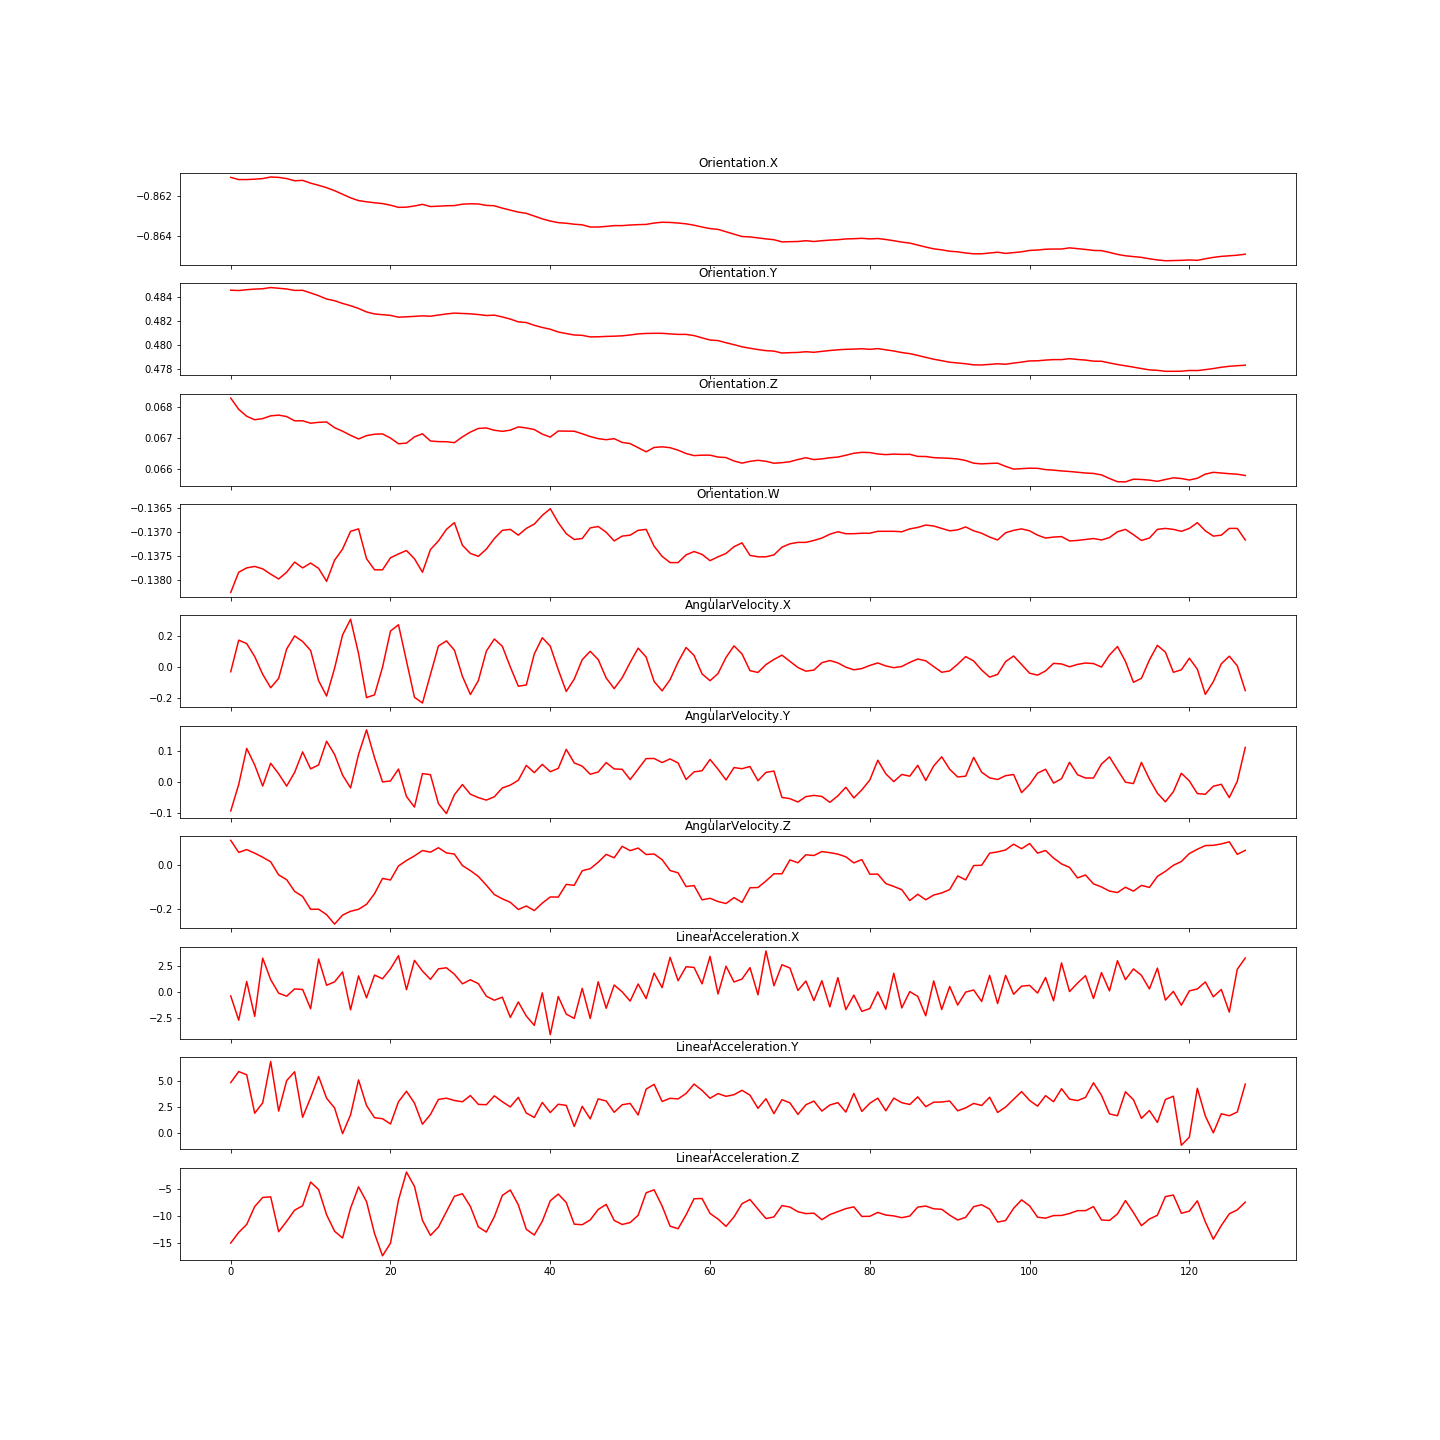 Orientation.X
−0.862
−0.864
Orientation.Y
0.484
0.482
0.480
0.478
Orientation.Z
0.068
0.067
0.066
Orientation.W
−0.1365
−0.1370
−0.1375
−0.1380
AngularVelocity.X
0.2
0.0
−0.2
AngularVelocity.Y
0.1
0.0
−0.1
AngularVelocity.Z
0.0
−0.2
LinearAcceleration.X
2.5
0.0
−2.5
LinearAcceleration.Y
5.0
2.5
0.0
LinearAcceleration.Z
−5
−10
−15
0 20 40 60 80 100 120